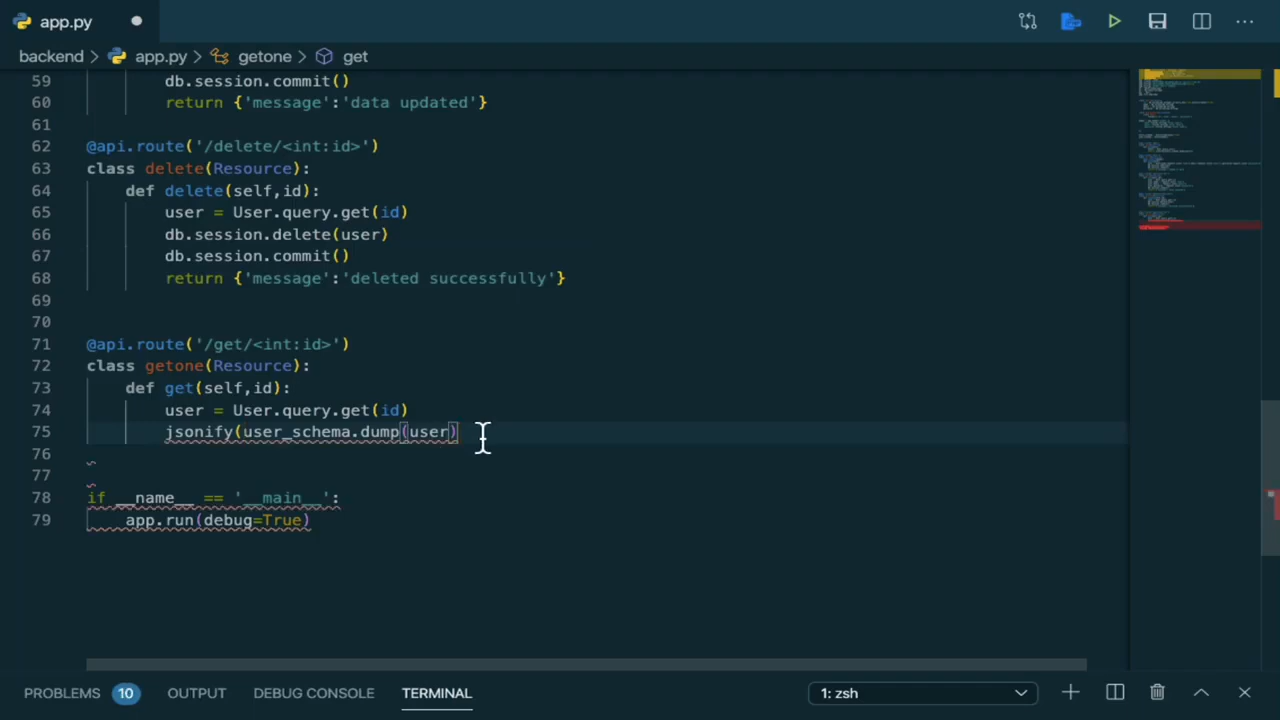 app.py
backend > app.py > getone > get
59 db.session.commit()
60 return {'message':'data updated'}
61
62 @api.route('/delete/<int:id>')
63 class delete(Resource):
64 def delete(self,id):
65 user = User.query.get(id)
66 db.session.delete(user)
67 db.session.commit()
68 return {'message':'deleted successfully'}
69
70
71 @api.route('/get/<int:id>')
72 class getone(Resource):
73 def get(self,id):
74 user = User.query.get(id)
75 jsonify(user_schema.dump(user)
76
77
78 if __name__ == '__main__':
79 app.run(debug=True)
PROBLEMS 10 OUTPUT DEBUG CONSOLE TERMINAL 1: zsh